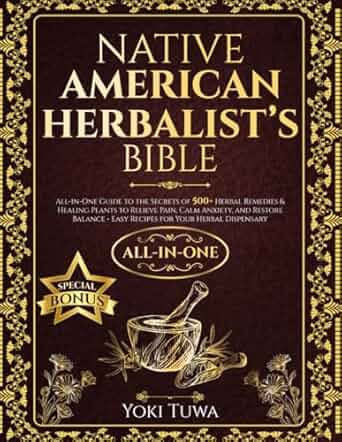 NATIVE
AMERICAN
HERBALIST'S
BIBLE
ALL-IN-ONE GUIDE TO THE SECRETS OF 500+ HERBAL REMEDIES &
HEALING PLANTS TO RELIEVE PAIN, CALM ANXIETY, AND RESTORE
BALANCE - EASY RECIPES FOR YOUR HERBAL DISPENSARY
ALL-IN-ONE
SPECIAL
BONUS
YOKI TUWA